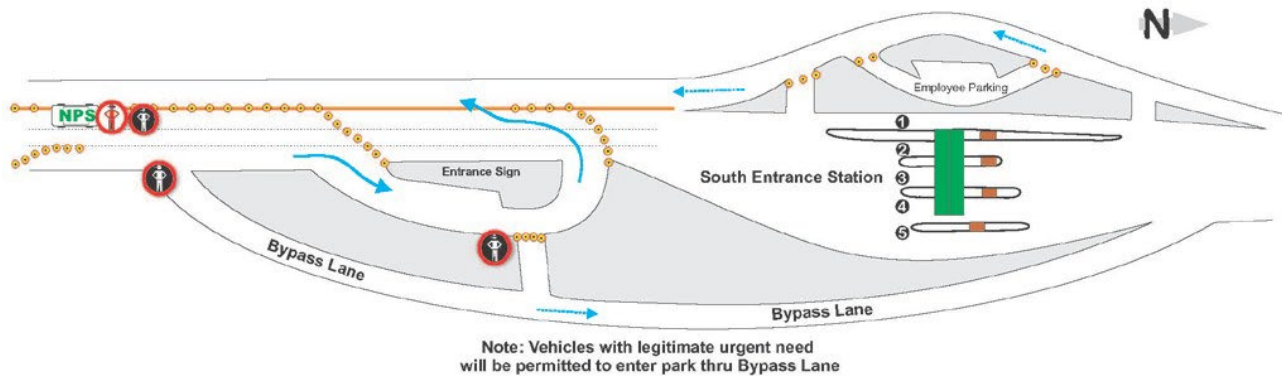 N
NPS
Employee Parking
1
2
3
4
5
South Entrance Station
Entrance Sign
Bypass Lane
Bypass Lane
Note: Vehicles with legitimate urgent need
will be permitted to enter park thru Bypass Lane